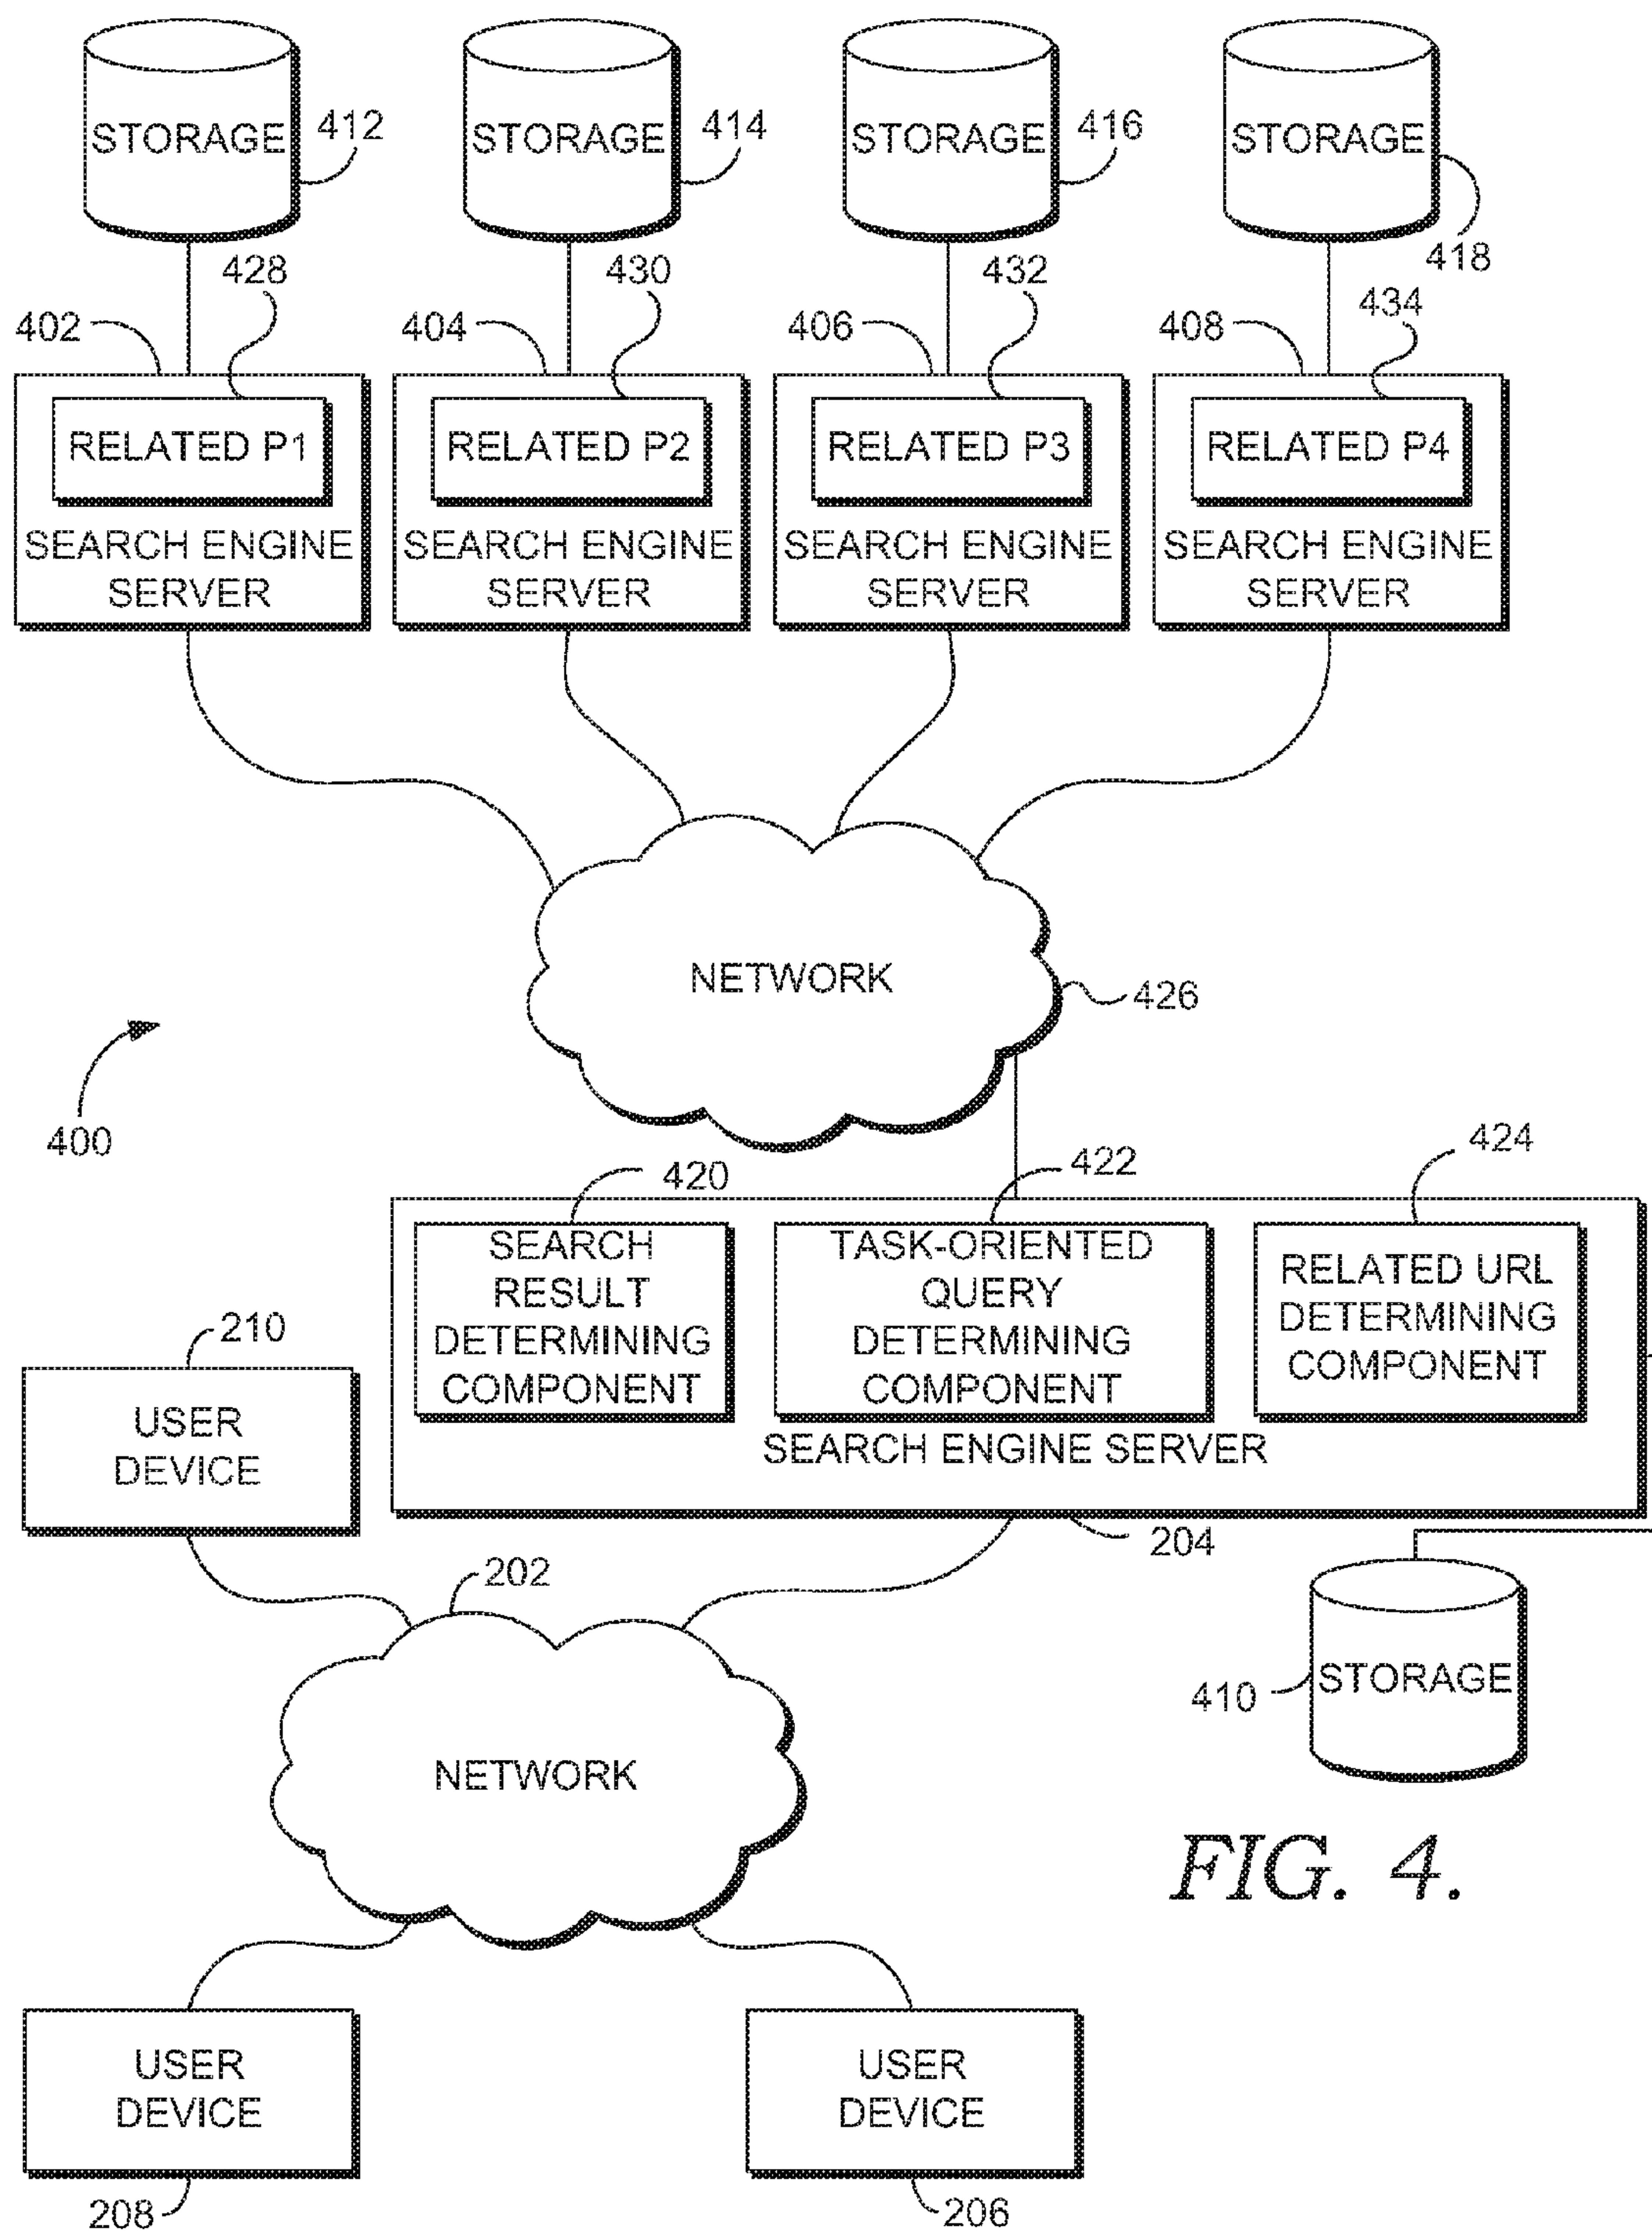 STORAGE
412
STORAGE
414
STORAGE
416
STORAGE
418
428
430
432
434
402
404
406
408
RELATED P1
RELATED P2
RELATED P3
RELATED P4
SEARCH ENGINE
SERVER
SEARCH ENGINE
SERVER
SEARCH ENGINE
SERVER
SEARCH ENGINE
SERVER
NETWORK
426
400
420
422
424
SEARCH
RESULT
DETERMINING
COMPONENT
TASK-ORIENTED
QUERY
DETERMINING
COMPONENT
RELATED URL
DETERMINING
COMPONENT
SEARCH ENGINE SERVER
204
210
USER
DEVICE
202
NETWORK
410
STORAGE
FIG. 4.
USER
DEVICE
208
USER
DEVICE
206